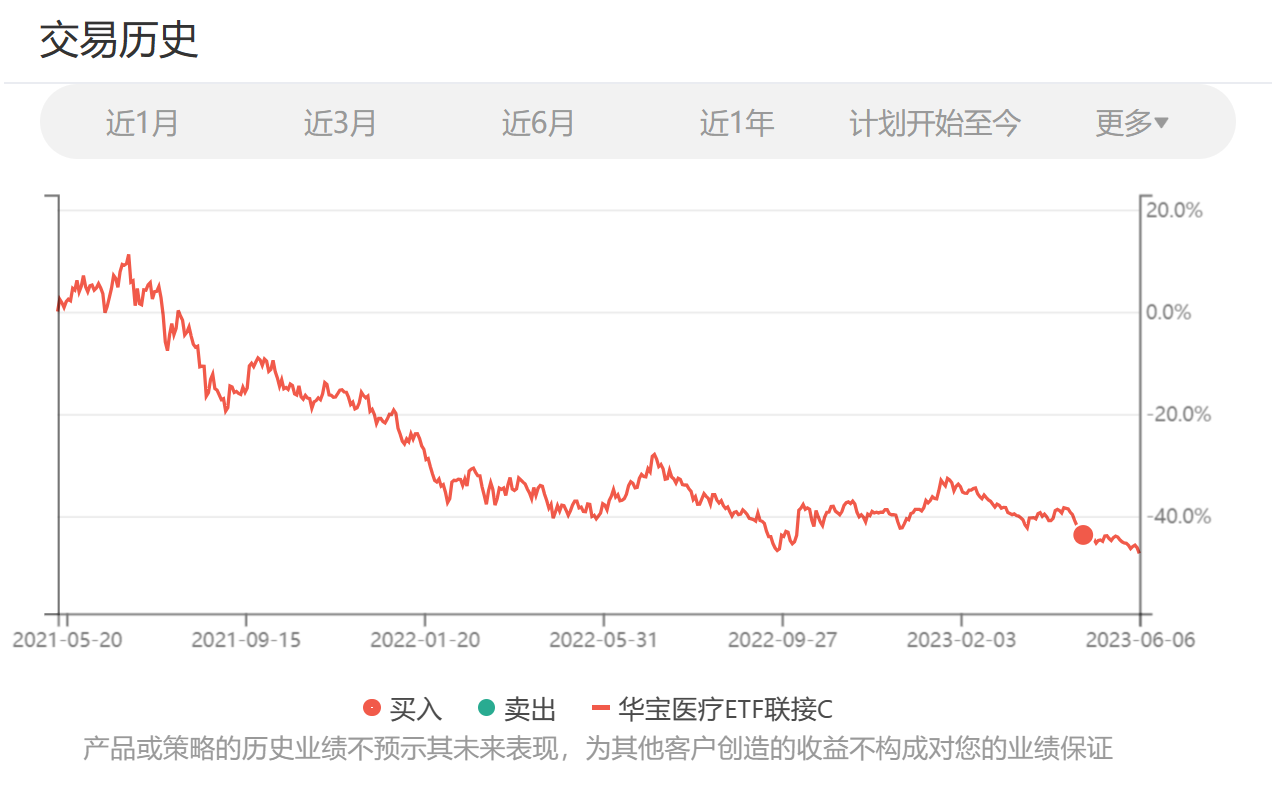 交易历史
近1月 近3月 近6月 近1年 计划开始至今 更多▾
20.0%
0.0%
-20.0%
-40.0%
2021-05-20 2021-09-15 2022-01-20 2022-05-31 2022-09-27 2023-02-03 2023-06-06
买入 卖出 华宝医疗ETF联接C
产品或策略的历史业绩不预示其未来表现，为其他客户创造的收益不构成对您的业绩保证